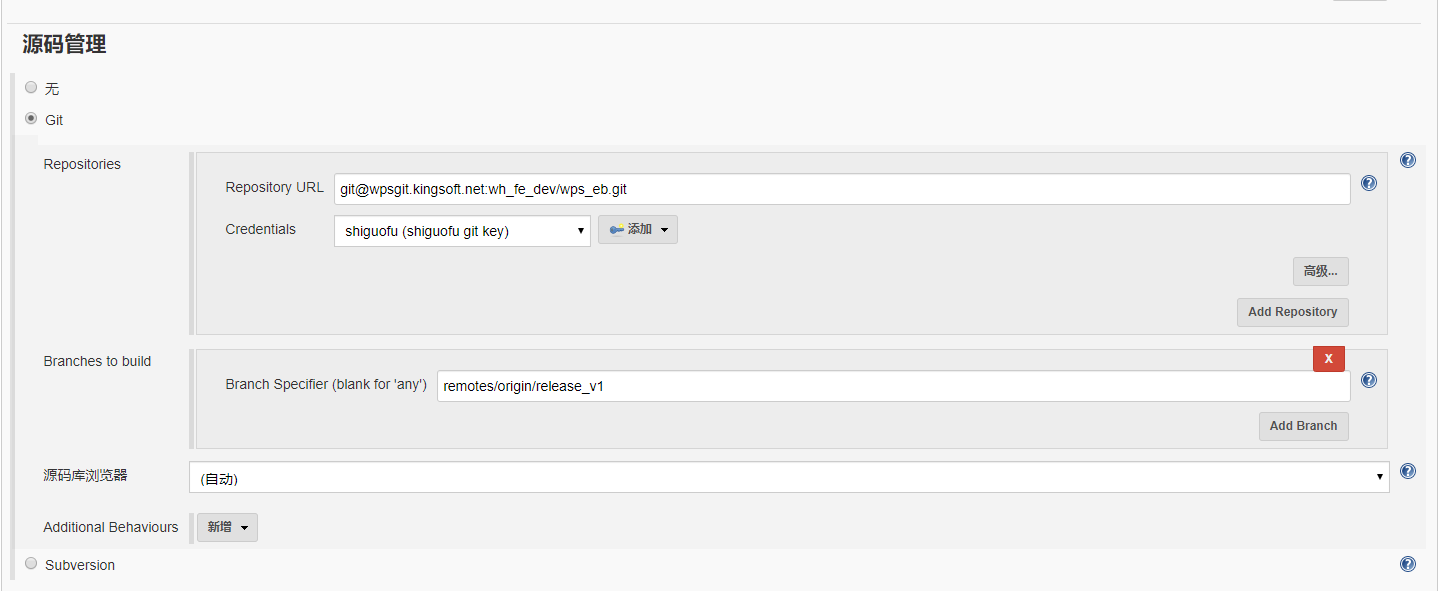 源码管理
无
Git
Repositories
Repository URL
git@wpsgit.kingsoft.net:wh_fe_dev/wps_eb.git
Credentials
shiguofu (shiguofu git key)
添加
高级...
Add Repository
Branches to build
X
Branch Specifier (blank for 'any')
remotes/origin/release_v1
Add Branch
源码库浏览器
(自动)
Additional Behaviours
新增
Subversion